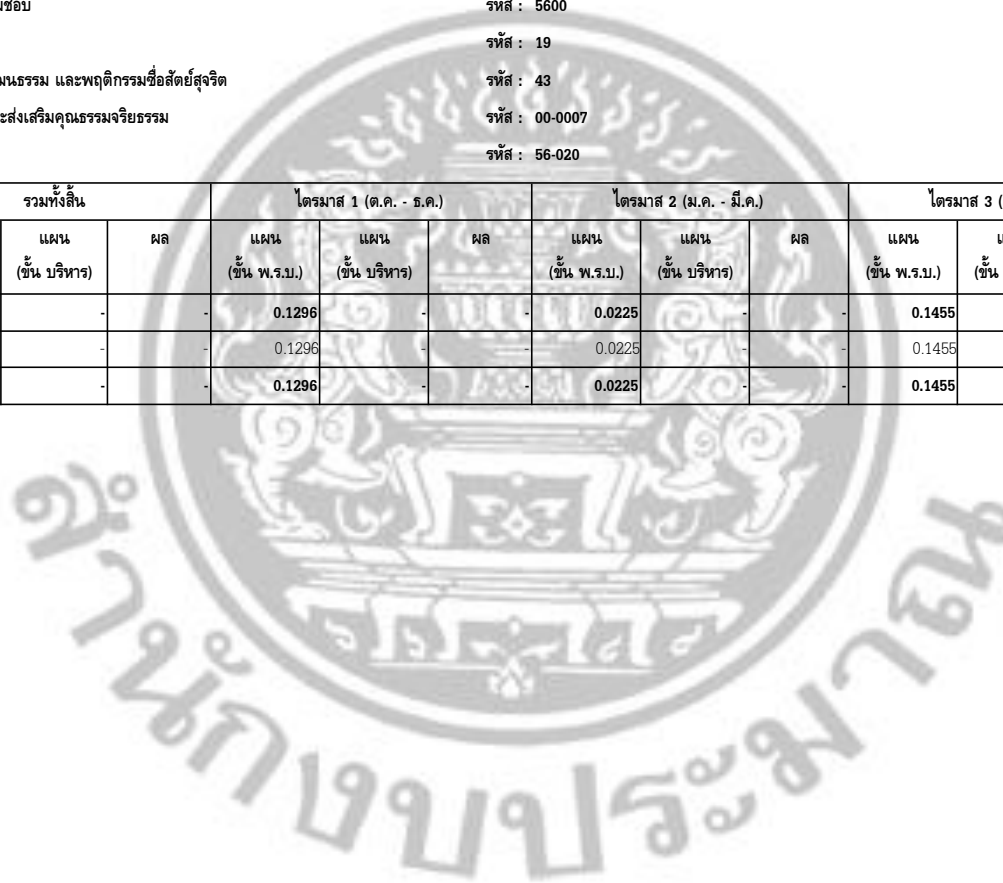 มชอบ รหัส : 5600
รหัส : 19
ฒนธรรม และพฤติกรรมซื่อสัตย์สุจริต รหัส : 43
ะส่งเสริมคุณธรรมจริยธรรม รหัส : 00-0007
รหัส : 56-020
รวมทั้งสิ้น ไตรมาส 1 (ต.ค. - ธ.ค.) ไตรมาส 2 (ม.ค. - มี.ค.) ไตรมาส 3 (
แผน ผล แผน แผน ผล แผน แผน ผล แผน
(ขั้น บริหาร) (ขั้น พ.ร.บ.) (ขั้น บริหาร) (ขั้น พ.ร.บ.) (ขั้น บริหาร) (ขั้น พ.ร.บ.) (ขั้น
- - 0.1296 - - 0.0225 - - 0.1455
- - 0.1296 - - 0.0225 - - 0.1455
- - 0.1296 - - 0.0225 - - 0.1455
สำนักงบประมาณ